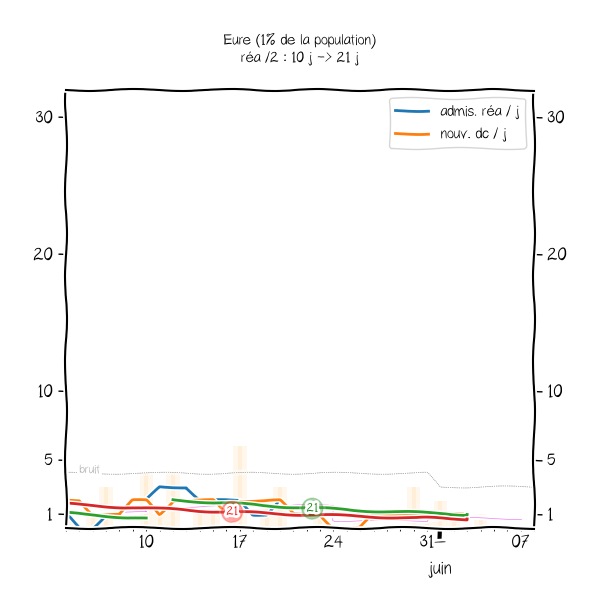 Eure (1% de la population)
réa /2 : 10 j -> 21 j
admis. réa / j
nouv. dc / j
30
30
20
20
10
10
5
5
bruit
1
1
21
21
10
17
24
31
07
juin